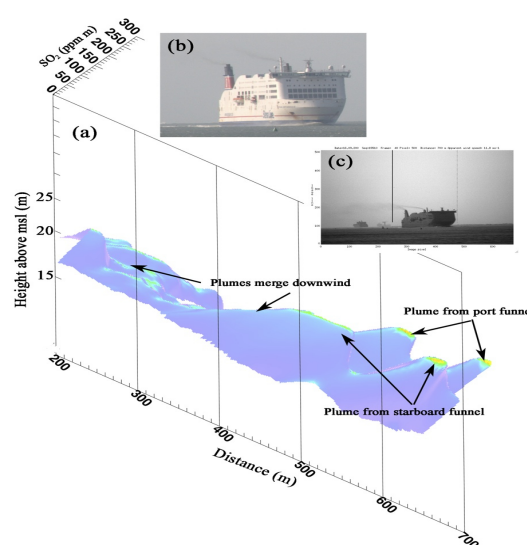 SO₂ (ppm m)
0
50
100
150
200
250
300
(b)
(a)
(c)
Height above msl (m)
25
20
15
Plumes merge downwind
Plume from port funne
Plume from starboard funnel
200
300
400
500
600
700
Distance (m)